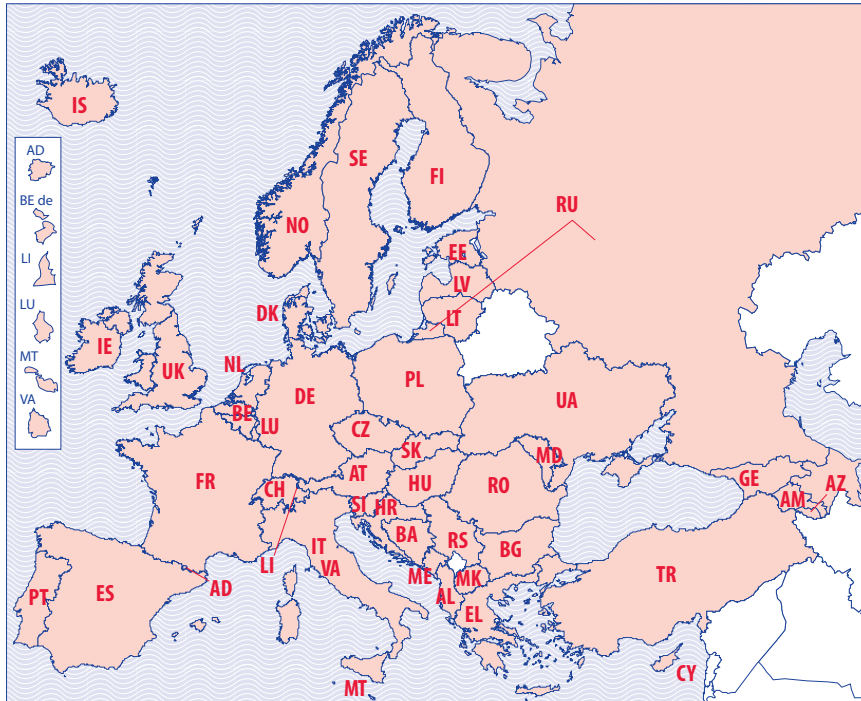 IS
SE
FI
NO
RU
EE
LV
LT
DK
IE
UK
NL
DE
PL
BE
LU
UA
CZ
SK
MD
FR
CH
AT
HU
RO
GE
AM
AZ
SI
HR
BA
RS
BG
IT
VA
LI
ME
MK
AL
EL
TR
PT
ES
AD
MT
CY
AD
BE de
LI
LU
MT
VA